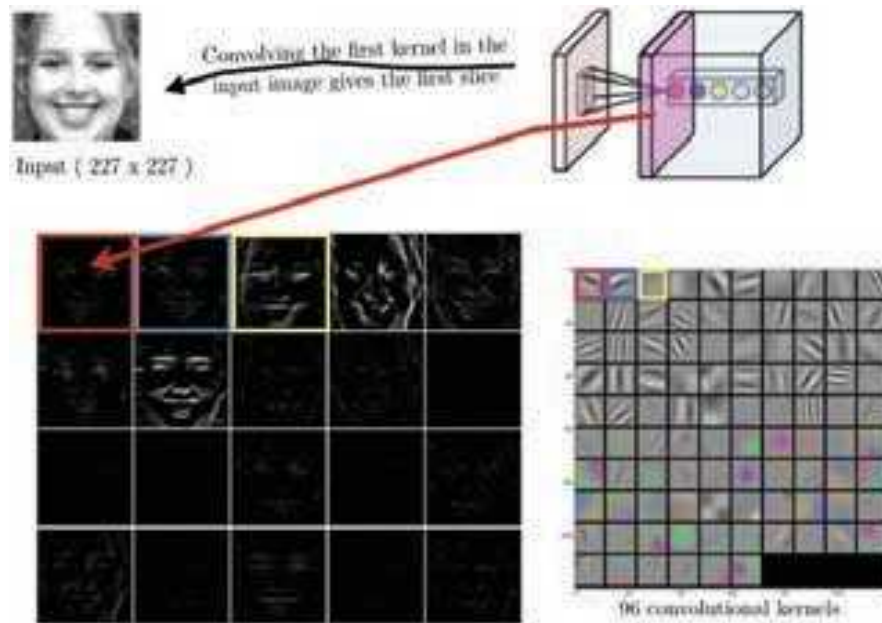 Convolving the first kernel in the
input image gives the first slice
Input ( 227 x 227 )
96 convolutional kernels